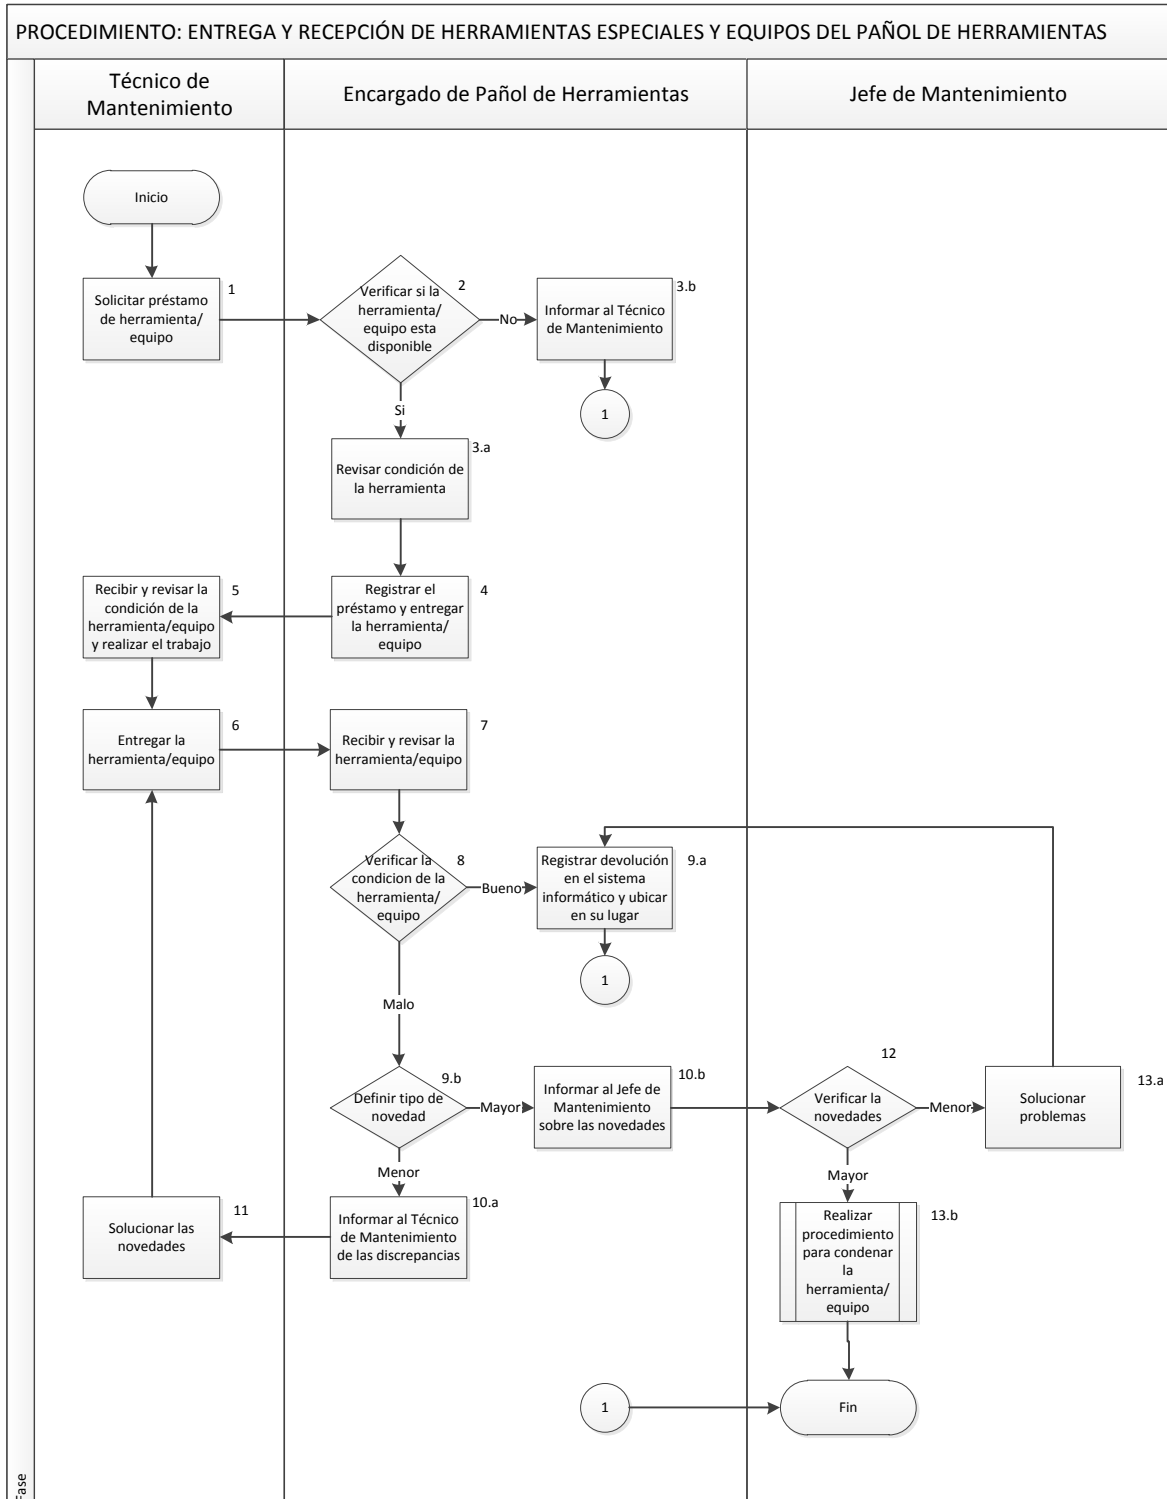 PROCEDIMIENTO: ENTREGA Y RECEPCIÓN DE HERRAMIENTAS ESPECIALES Y EQUIPOS DEL PAÑOL DE HERRAMIENTAS
Técnico de
Mantenimiento
Encargado de Pañol de Herramientas
Jefe de Mantenimiento
Inicio
Solicitar préstamo
de herramienta/
equipo
1
Verificar si la
herramienta/
equipo esta
disponible
2
No
Informar al Técnico
de Mantenimiento
3.b
1
Si
Revisar condición de
la herramienta
3.a
Recibir y revisar la
condición de la
herramienta/equipo
y realizar el trabajo
5
Registrar el
préstamo y entregar
la herramienta/
equipo
4
Entregar la
herramienta/equipo
6
Recibir y revisar la
herramienta/equipo
7
Verificar la
condicion de la
herramienta/
equipo
8
Bueno
Registrar devolución
en el sistema
informático y ubicar
en su lugar
9.a
1
Malo
Definir tipo de
novedad
9.b
Mayor
Informar al Jefe de
Mantenimiento
sobre las novedades
10.b
Verificar la
novedades
12
Menor
Solucionar
problemas
13.a
Menor
Mayor
Solucionar las
novedades
11
Informar al Técnico
de Mantenimiento
de las discrepancias
10.a
Realizar
procedimiento
para condenar
la
herramienta/
equipo
13.b
1
Fin
Fase